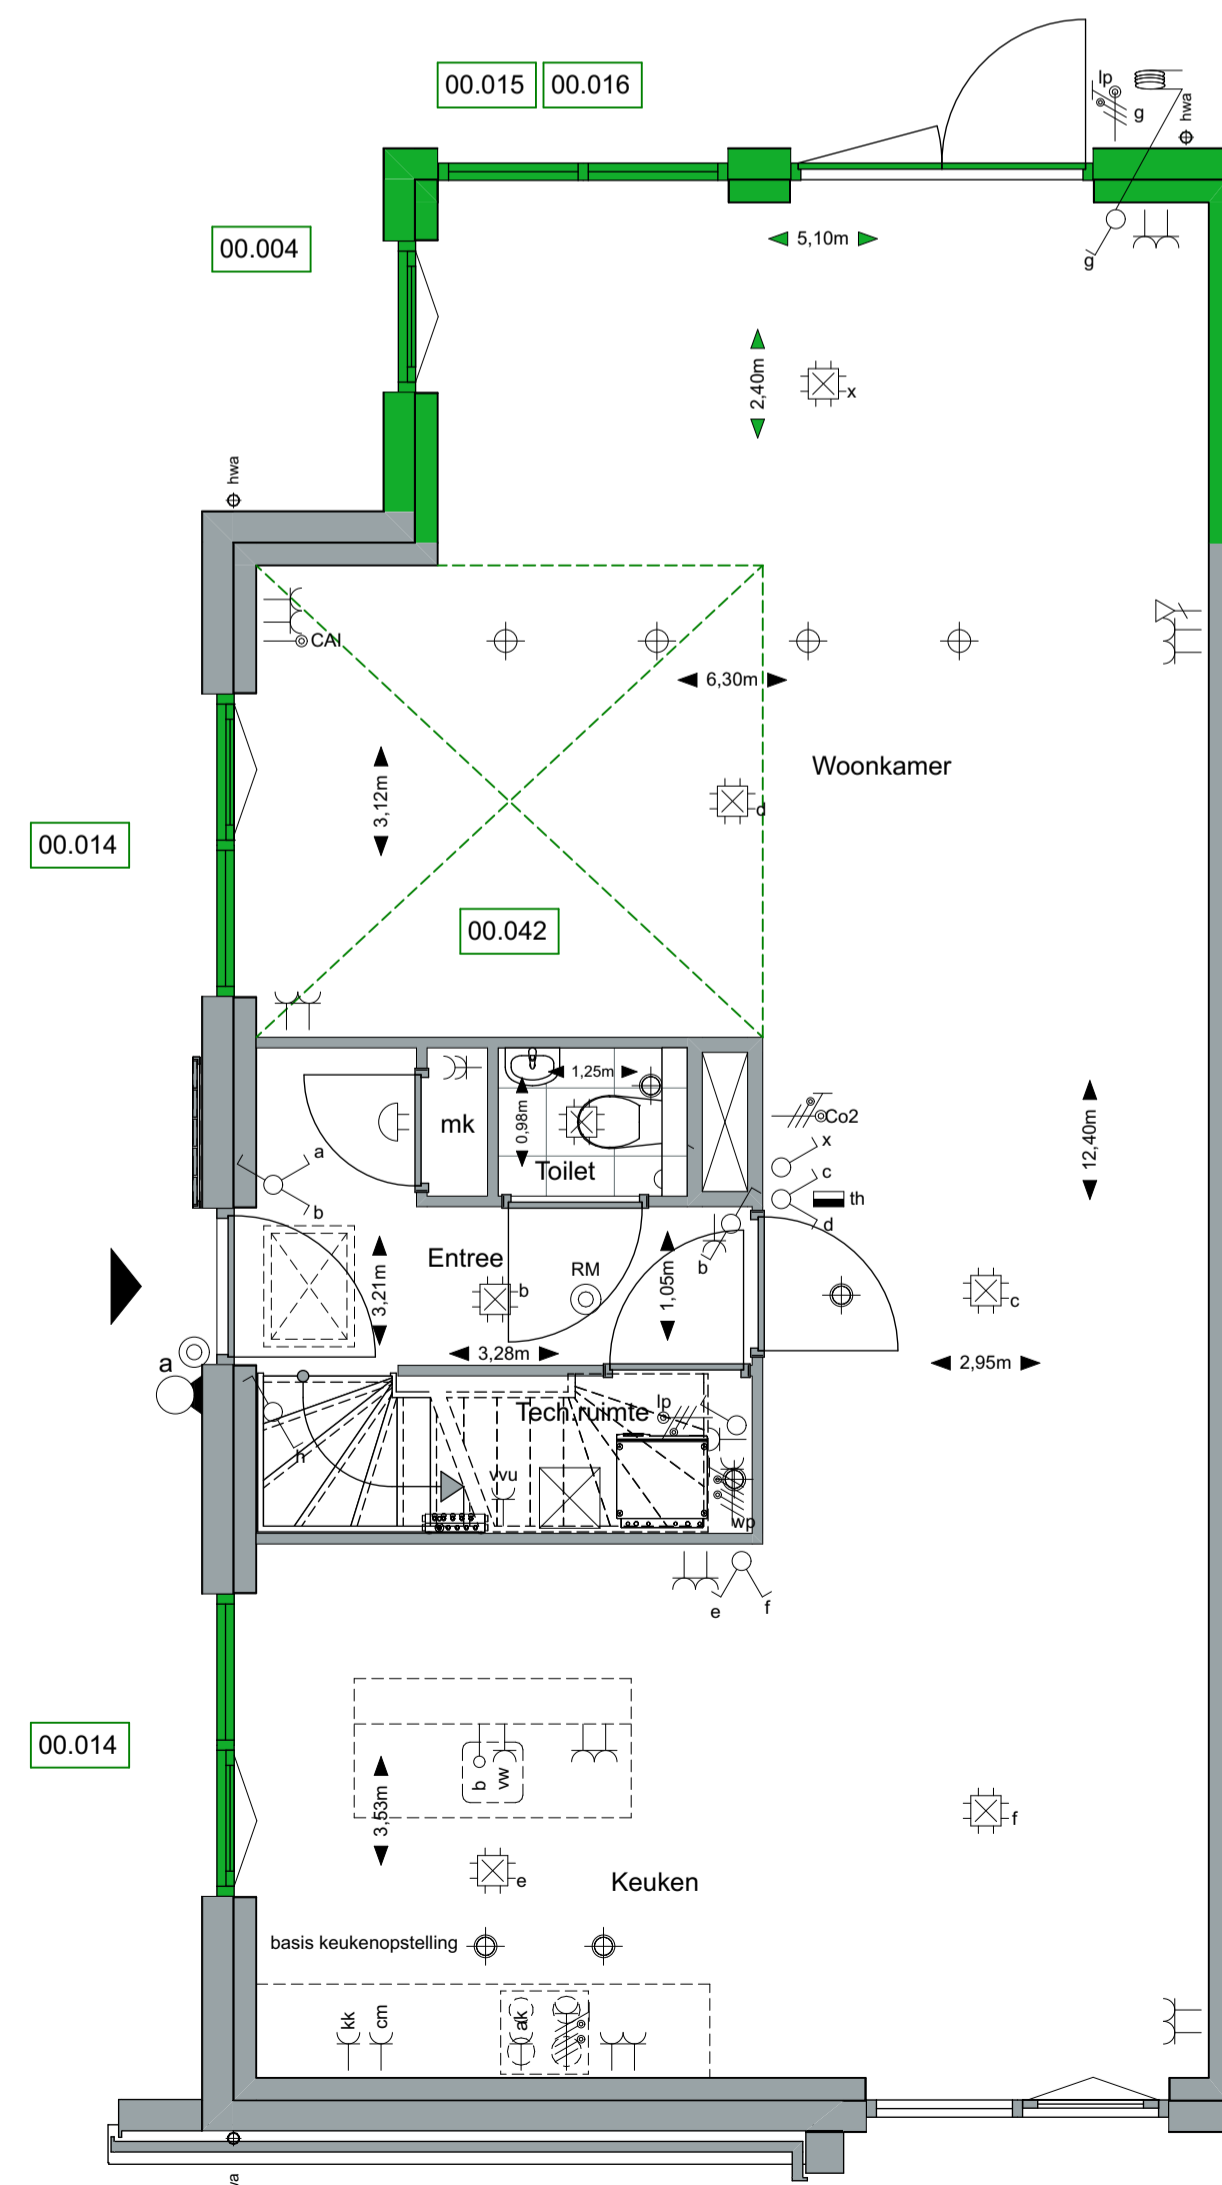 00.015 00.016
lp
g
hwa
00.004
5,10m
g
2,40m
x
hwa
CAI
6,30m
Woonkamer
3,12m
d
00.014
00.042
1,25m
0,98m
mk
Toilet
Co2
x
c
th
d
12,40m
a
b
Entree
RM
b
b
3,21m
1,05m
c
3,28m
2,95m
a
Tech.ruimte
lp
h
vvu
wp
e
f
00.014
b
vw
3,53m
f
e
Keuken
basis keukenopstelling
kk
cm
ak